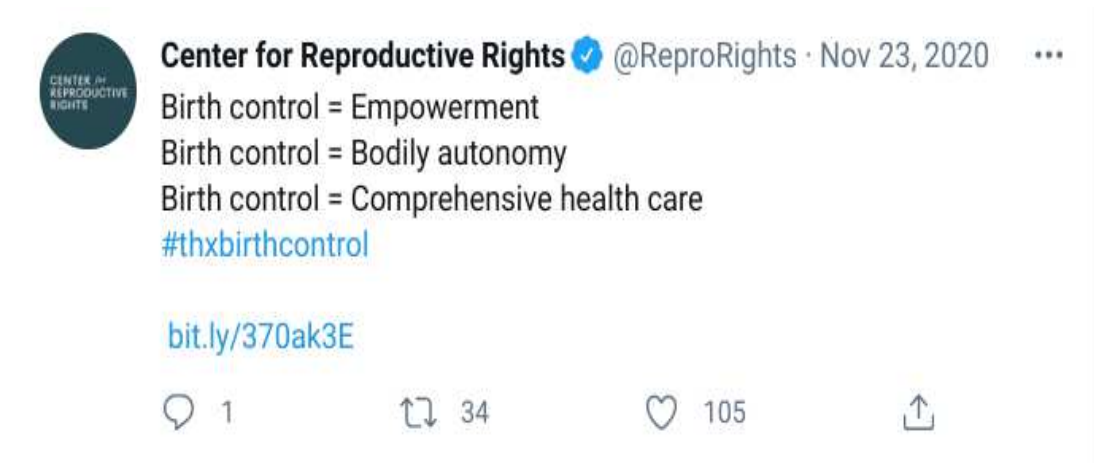 CENTER for
REPRODUCTIVE
RIGHTS
Center for Reproductive Rights @ReproRights · Nov 23, 2020
Birth control = Empowerment
Birth control = Bodily autonomy
Birth control = Comprehensive health care
#thxbirthcontrol
bit.ly/370ak3E
1 34 105